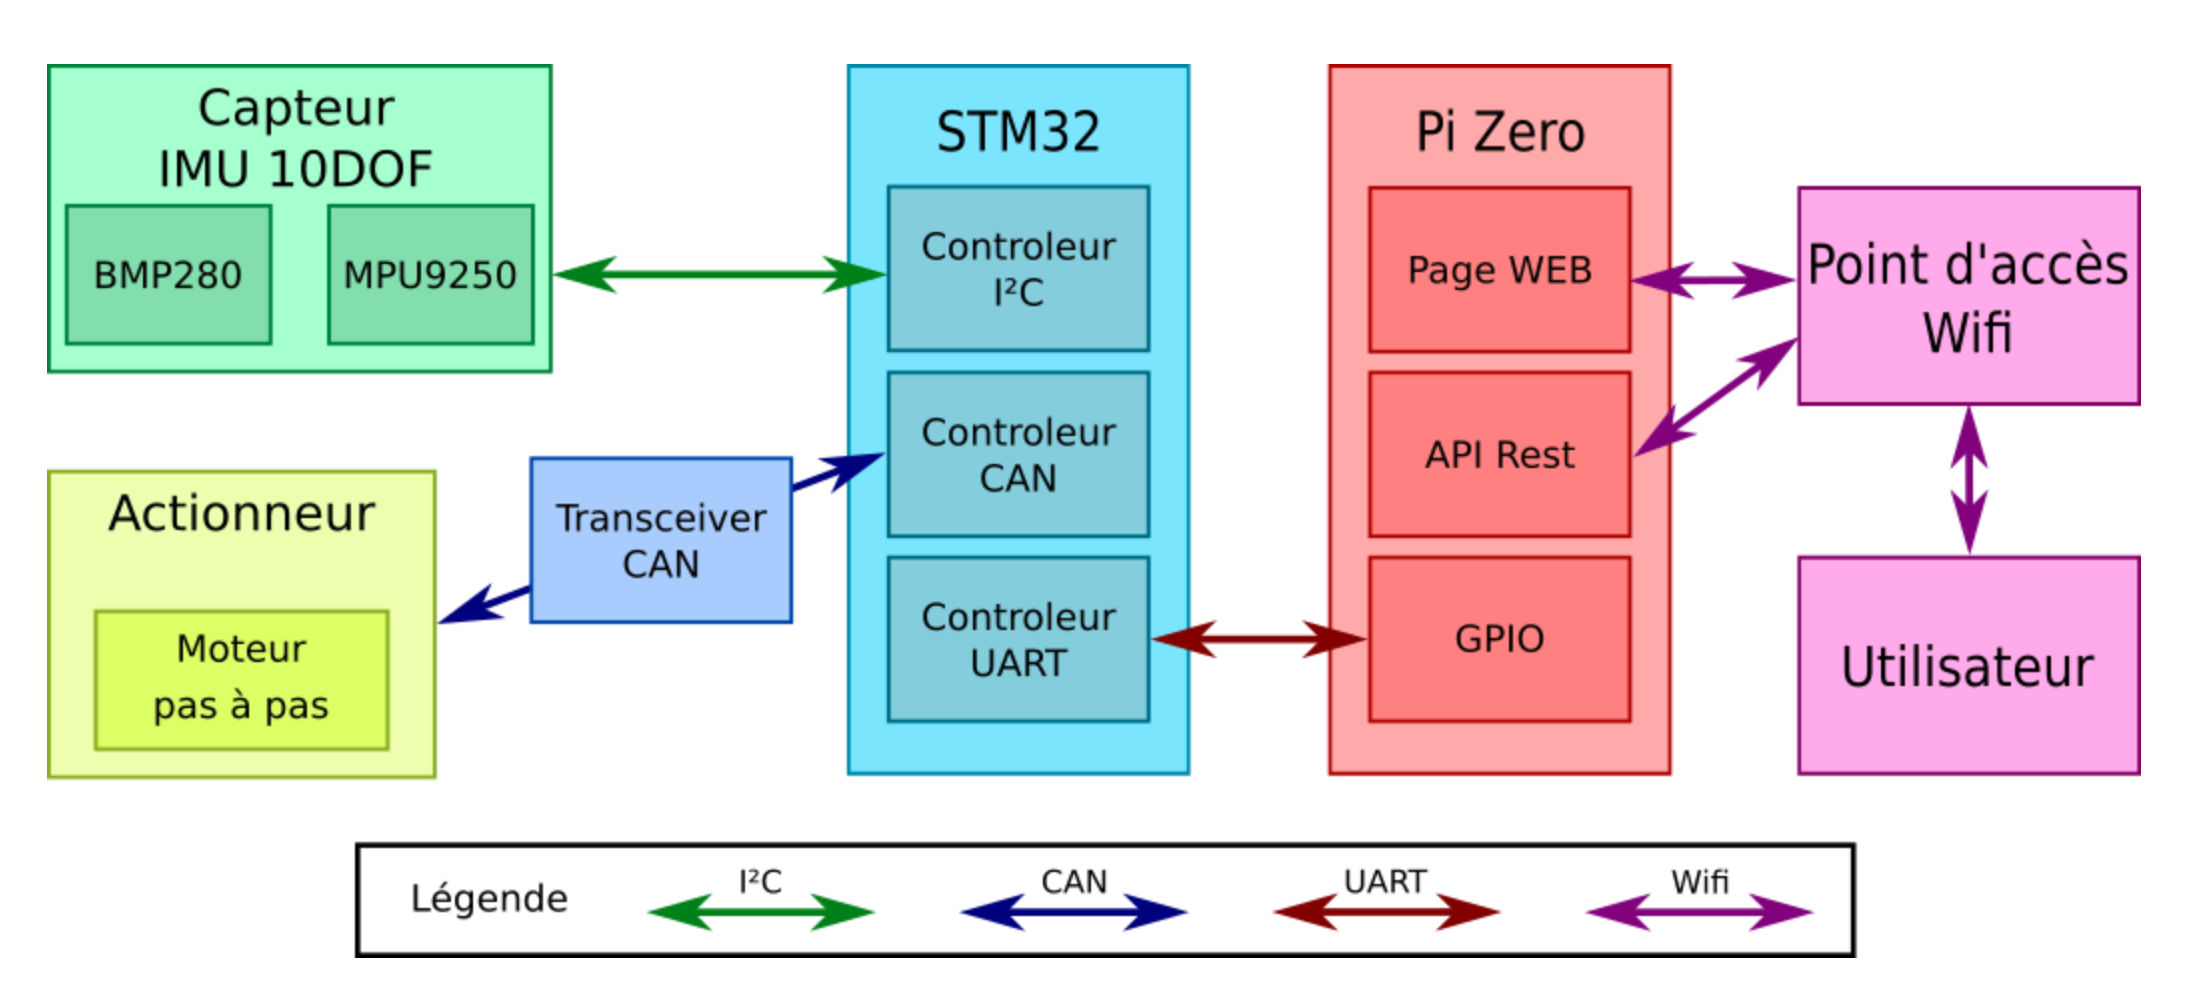 Capteur
IMU 10DOF
BMP280
MPU9250
Actionneur
Moteur
pas à pas
Transceiver
CAN
STM32
Controleur
I²C
Controleur
CAN
Controleur
UART
Pi Zero
Page WEB
API Rest
GPIO
Point d'accès
Wifi
Utilisateur
Légende
I²C
CAN
UART
Wifi